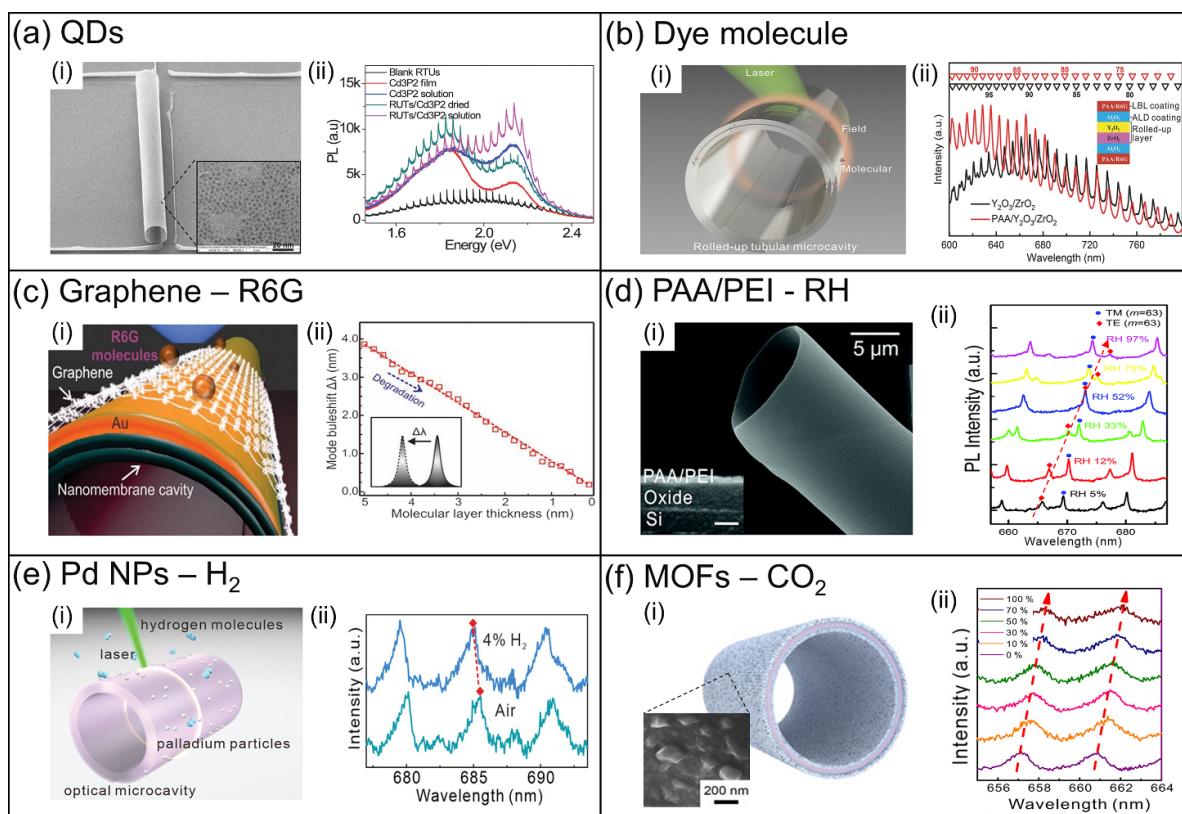 (a) QDs
(i)
20 nm
(ii)
PL (a.u)
15k
10k
5k
0
Blank RTUs
Cd3P2 film
Cd3P2 solution
RUTs/Cd3P2 dried
RUTs/Cd3P2 solution
1.6 2.0 2.4
Energy (eV)
(b) Dye molecule
(i)
Laser
Field
Molecular
Rolled-up tubular microcavity
(ii)
90 85 80 75
95 90 86 84 80
PAA/R6G
Al₂O₃
Y₂O₃
ZrO₂
Al₂O₃
PAA/R6G
LBL coating
ALD coating
Rolled-up
layer
Y₂O₃/ZrO₂
PAA/Y₂O₃/ZrO₂
Intensity (a.u.)
600 640 680 720 760
Wavelength (nm)
(c) Graphene – R6G
(i)
R6G
molecules
Graphene
Au
Nanomembrane cavity
(ii)
Mode buleshift Δλ (nm)
4.0
3.0
2.0
1.0
0.0
Degradation
Δλ
5 4 3 2 1 0
Molecular layer thickness (nm)
(d) PAA/PEI - RH
(i)
5 µm
PAA/PEI
Oxide
Si
(ii)
PL Intensity (a.u.)
TM (m=63)
TE (m=63)
RH 97%
RH 75%
RH 52%
RH 33%
RH 12%
RH 5%
660 670 680
Wavelength (nm)
(e) Pd NPs – H₂
(i)
hydrogen molecules
laser
palladium particles
optical microcavity
(ii)
Intensity (a.u.)
4% H₂
Air
680 685 690
Wavelength (nm)
(f) MOFs – CO₂
(i)
200 nm
(ii)
Intensity (a.u.)
100 %
70 %
50 %
30 %
10 %
0 %
656 658 660 662 664
Wavelength (nm)